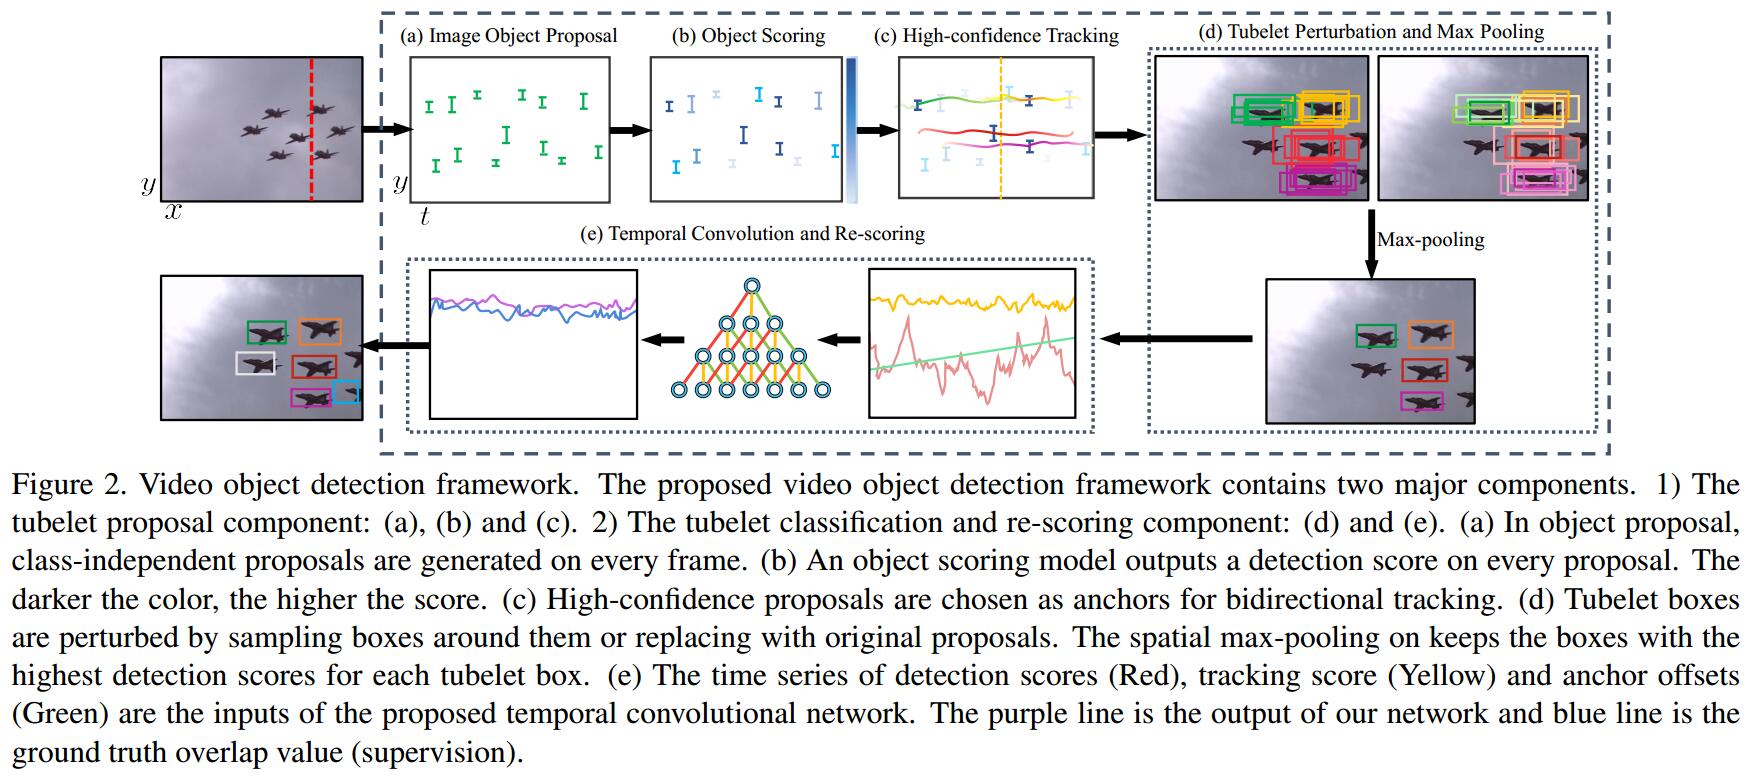 (a) Image Object Proposal
(b) Object Scoring
(c) High-confidence Tracking
(d) Tubelet Perturbation and Max Pooling
y
x
y
t
Max-pooling
(e) Temporal Convolution and Re-scoring
Figure 2. Video object detection framework. The proposed video object detection framework contains two major components. 1) The
tubelet proposal component: (a), (b) and (c). 2) The tubelet classification and re-scoring component: (d) and (e). (a) In object proposal,
class-independent proposals are generated on every frame. (b) An object scoring model outputs a detection score on every proposal. The
darker the color, the higher the score. (c) High-confidence proposals are chosen as anchors for bidirectional tracking. (d) Tubelet boxes
are perturbed by sampling boxes around them or replacing with original proposals. The spatial max-pooling on keeps the boxes with the
highest detection scores for each tubelet box. (e) The time series of detection scores (Red), tracking score (Yellow) and anchor offsets
(Green) are the inputs of the proposed temporal convolutional network. The purple line is the output of our network and blue line is the
ground truth overlap value (supervision).